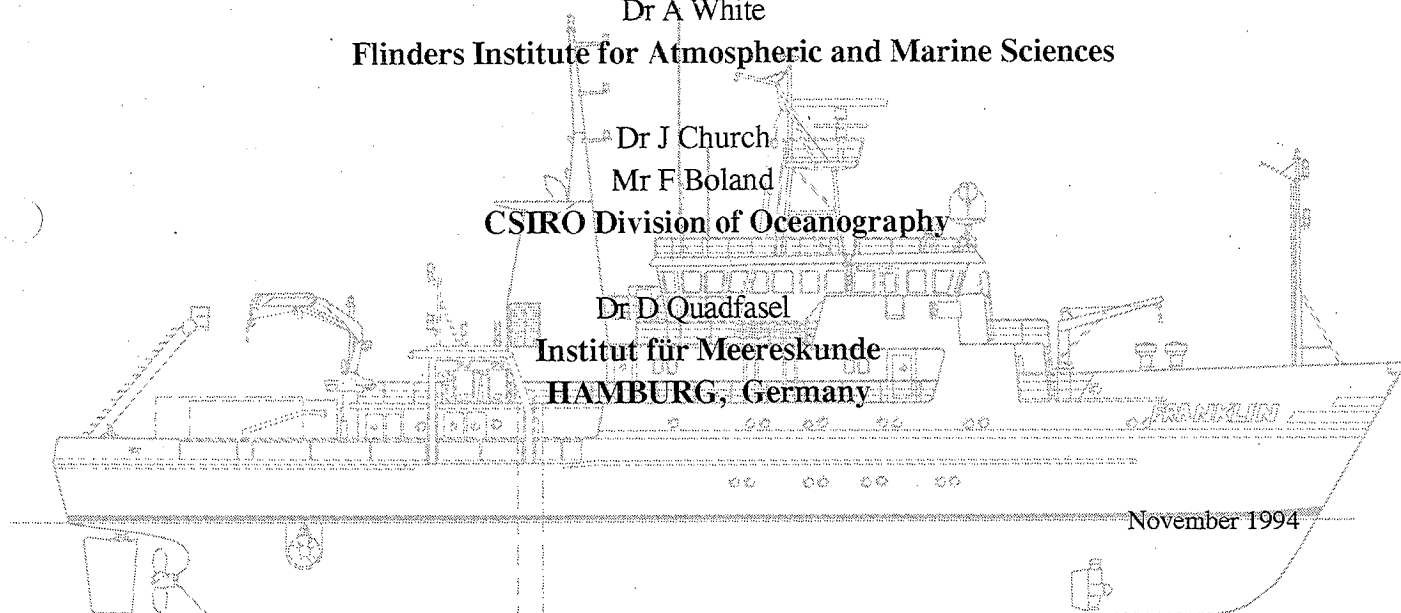 Dr A White
Flinders Institute for Atmospheric and Marine Sciences
Dr J Church
Mr F Boland
CSIRO Division of Oceanography
Dr D Quadfasel
Institut für Meereskunde
HAMBURG, Germany
FRANKLIN
November 1994